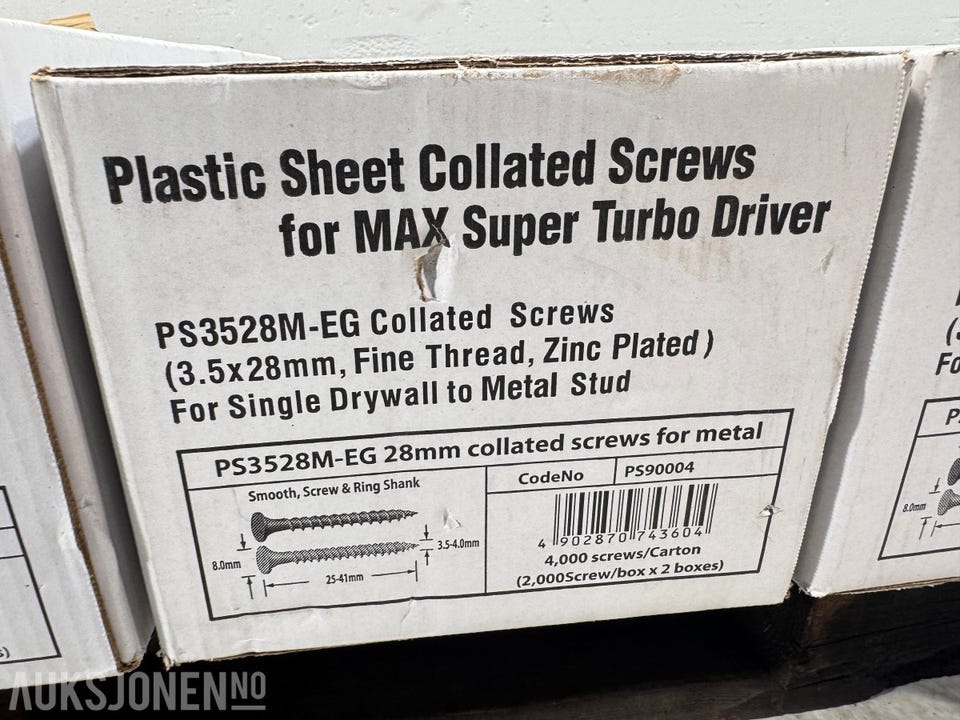 Plastic Sheet Collated Screws
for MAX Super Turbo Driver
PS3528M-EG Collated Screws
(3.5x28mm, Fine Thread, Zinc Plated)
For Single Drywall to Metal Stud
PS3528M-EG 28mm collated screws for metal
Smooth, Screw & Ring Shank
8.0mm
3.5-4.0mm
25-41mm
CodeNo
PS90004
4 902870 743604
4,000 screws/Carton
(2,000Screw/box x 2 boxes)
Fo
8.0mm
AUKSJONEN.NO